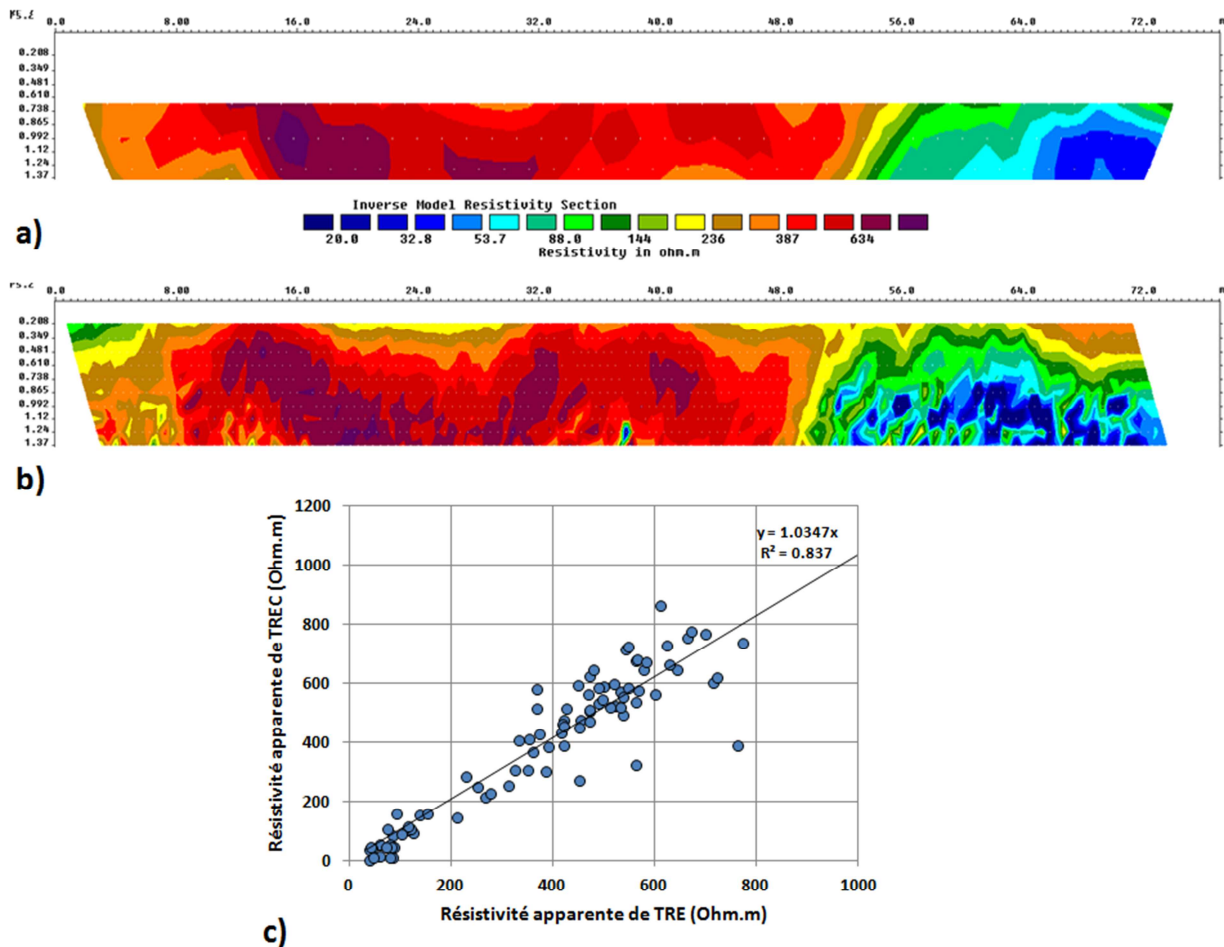 0.0 8.00 16.0 24.0 32.0 40.0 48.0 56.0 64.0 72.0
0.208
0.349
0.481
0.610
0.738
0.865
0.992
1.12
1.24
1.37
a)
Inverse Model Resistivity Section
20.0 32.8 53.7 88.0 144 236 387 634
Resistivity in ohm.m
0.0 8.00 16.0 24.0 32.0 40.0 48.0 56.0 64.0 72.0
0.208
0.349
0.481
0.610
0.738
0.865
0.992
1.12
1.24
1.37
b)
1200
1000
800
600
400
200
0
Résistivité apparente de TREC (Ohm.m)
y = 1.0347x
R² = 0.837
0 200 400 600 800 1000
Résistivité apparente de TRE (Ohm.m)
c)